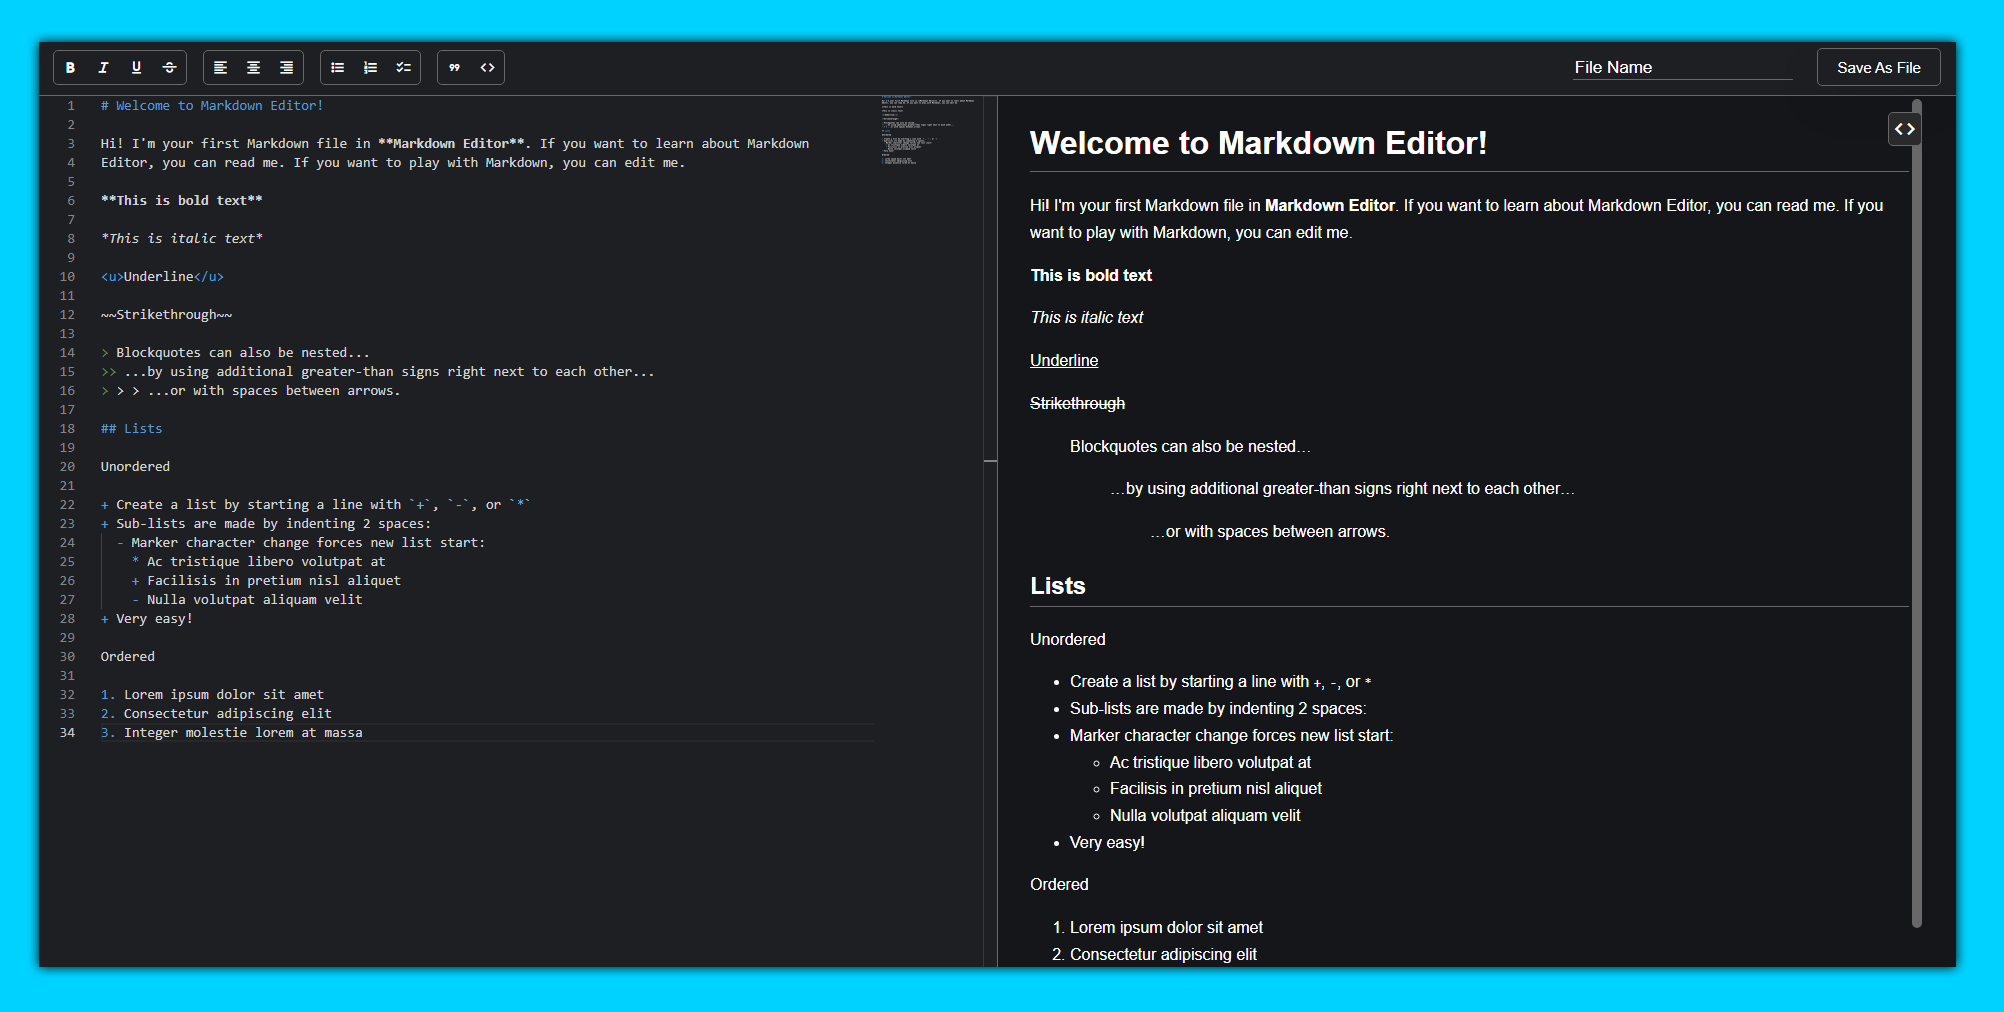 B I U S
File Name
Save As File
1 # Welcome to Markdown Editor!
2
3 Hi! I'm your first Markdown file in **Markdown Editor**. If you want to learn about Markdown
4 Editor, you can read me. If you want to play with Markdown, you can edit me.
5
6 **This is bold text**
7
8 *This is italic text*
9
10 <u>Underline</u>
11
12 ~~Strikethrough~~
13
14 > Blockquotes can also be nested...
15 >> ...by using additional greater-than signs right next to each other...
16 > > > ...or with spaces between arrows.
17
18 ## Lists
19
20 Unordered
21
22 + Create a list by starting a line with `+`, `-`, or `*`
23 + Sub-lists are made by indenting 2 spaces:
24   - Marker character change forces new list start:
25     * Ac tristique libero volutpat at
26     + Facilisis in pretium nisl aliquet
27     - Nulla volutpat aliquam velit
28 + Very easy!
29
30 Ordered
31
32 1. Lorem ipsum dolor sit amet
33 2. Consectetur adipiscing elit
34 3. Integer molestie lorem at massa
Welcome to Markdown Editor!
Hi! I'm your first Markdown file in Markdown Editor. If you want to learn about Markdown Editor, you can read me. If you
want to play with Markdown, you can edit me.
This is bold text
This is italic text
Underline
Strikethrough
Blockquotes can also be nested…
…by using additional greater-than signs right next to each other…
…or with spaces between arrows.
Lists
Unordered
• Create a list by starting a line with +, -, or *
• Sub-lists are made by indenting 2 spaces:
• Marker character change forces new list start:
◦ Ac tristique libero volutpat at
◦ Facilisis in pretium nisl aliquet
◦ Nulla volutpat aliquam velit
• Very easy!
Ordered
1. Lorem ipsum dolor sit amet
2. Consectetur adipiscing elit